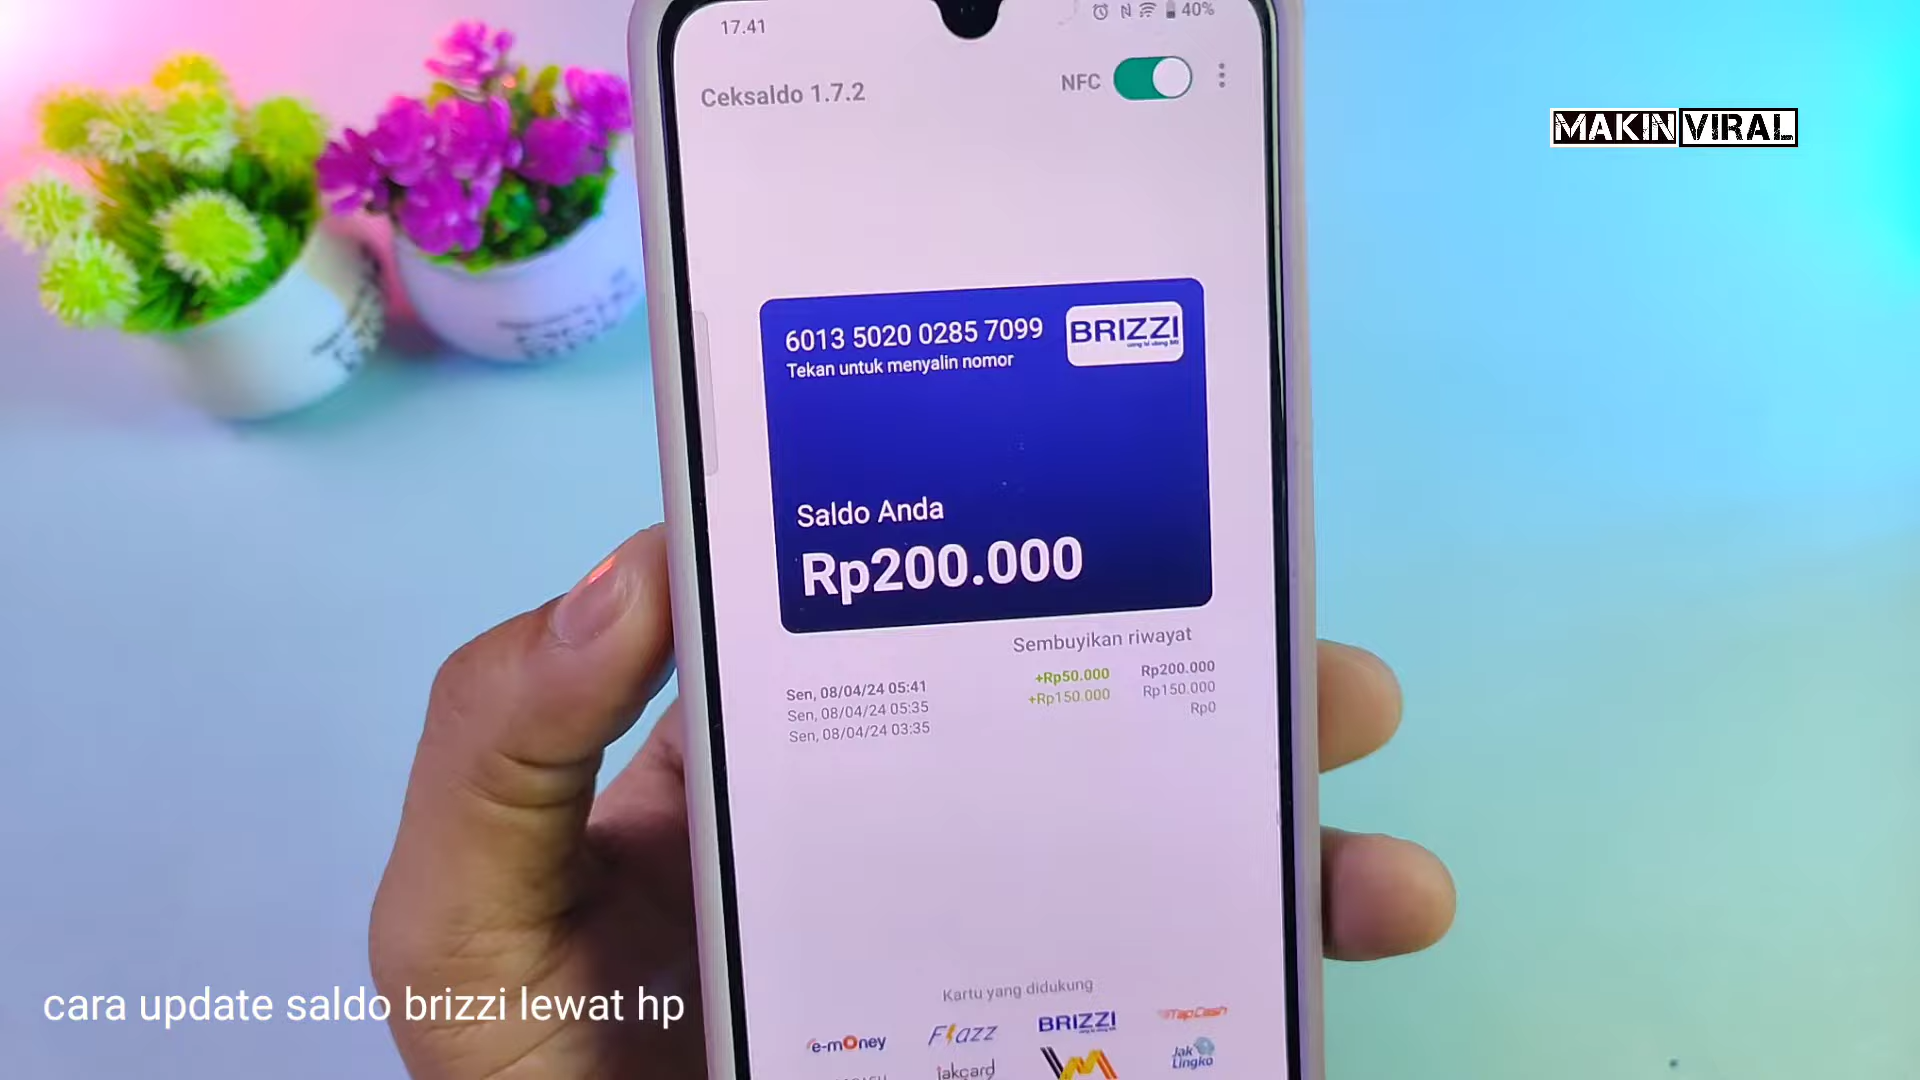 17.41
40%
Ceksaldo 1.7.2
NFC
MAKIN VIRAL
6013 5020 0285 7099
BRIZZI
Tekan untuk menyalin nomor
Saldo Anda
Rp200.000
Sembuyikan riwayat
Sen, 08/04/24 05:41 +Rp50.000 Rp200.000
Sen, 08/04/24 05:35 +Rp150.000 Rp150.000
Sen, 08/04/24 03:35 Rp0
Kartu yang didukung
e-money Flazz BRIZZI TapCash
jakcard Jak Lingko
cara update saldo brizzi lewat hp